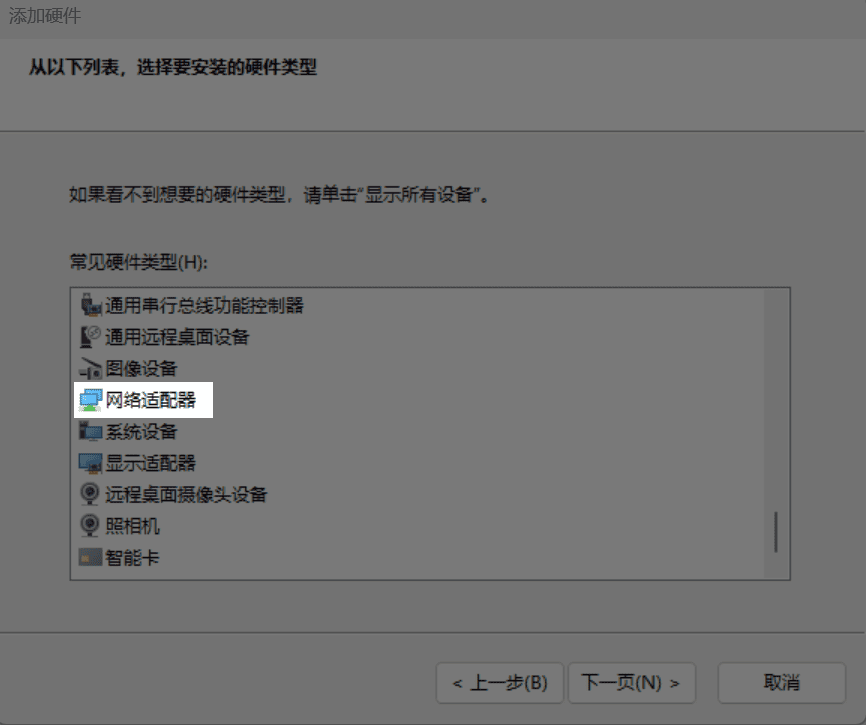 添加硬件
从以下列表，选择要安装的硬件类型
如果看不到想要的硬件类型，请单击“显示所有设备”。
常见硬件类型(H):
通用串行总线功能控制器
通用远程桌面设备
图像设备
网络适配器
系统设备
显示适配器
远程桌面摄像头设备
照相机
智能卡
< 上一步(B) 下一页(N) > 取消